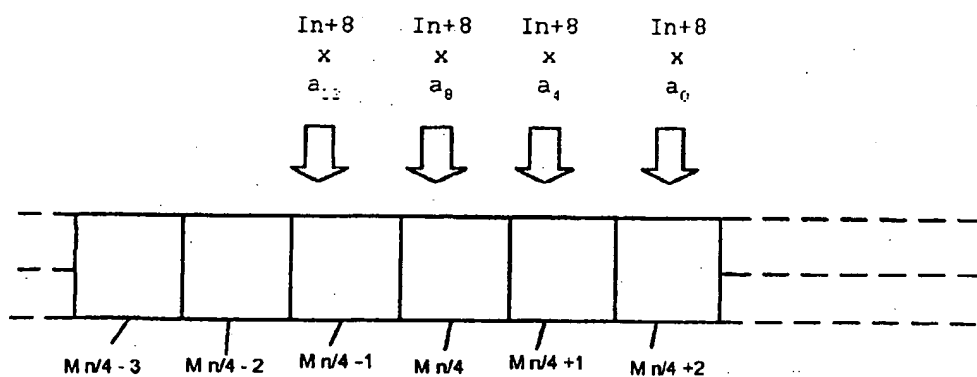 In+8 In+8 In+8 In+8
x x x x
a₁₂ a₈ a₄ a₀
M n/4 - 3 M n/4 - 2 M n/4 -1 M n/4 M n/4 +1 M n/4 +2